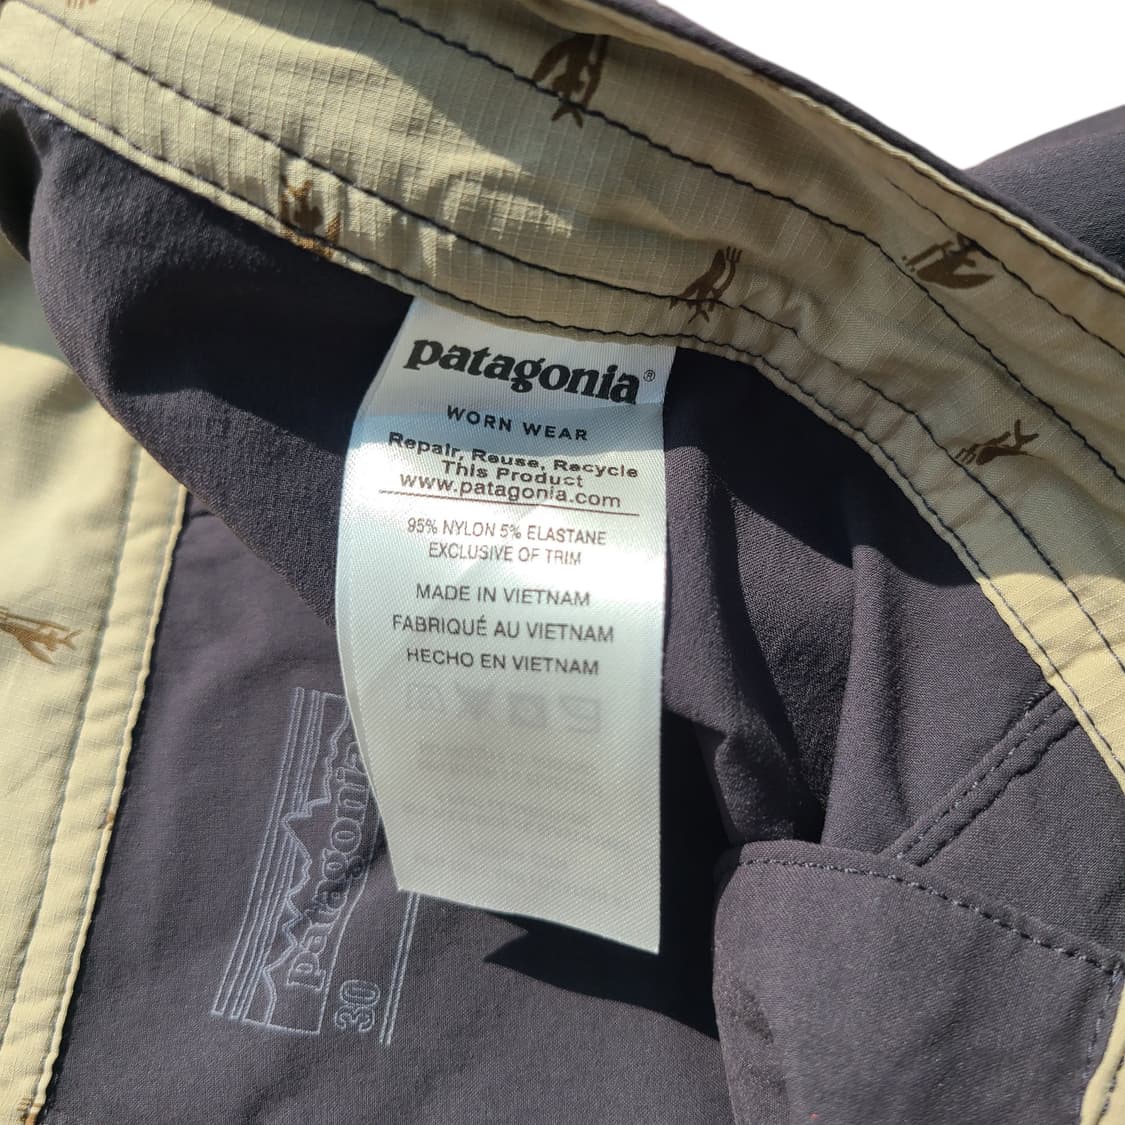 patagonia®
WORN WEAR
Repair, Reuse, Recycle
This Product
www.patagonia.com
95% NYLON 5% ELASTANE
EXCLUSIVE OF TRIM
MADE IN VIETNAM
FABRIQUÉ AU VIETNAM
HECHO EN VIETNAM
patagonia
30